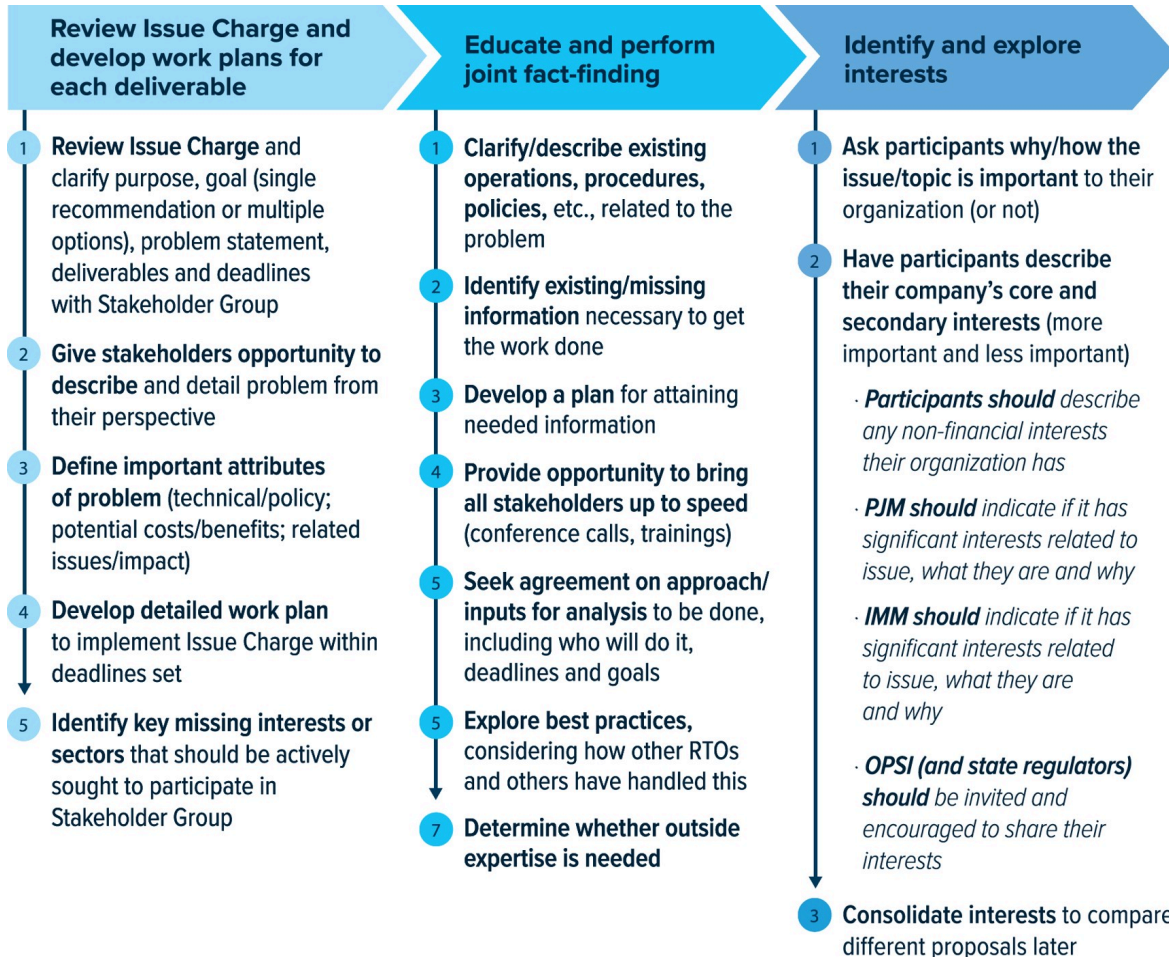 Review Issue Charge and
develop work plans for
each deliverable
1
Review Issue Charge and
clarify purpose, goal (single
recommendation or multiple
options), problem statement,
deliverables and deadlines
with Stakeholder Group
2
Give stakeholders opportunity to
describe and detail problem from
their perspective
3
Define important attributes
of problem (technical/policy;
potential costs/benefits; related
issues/impact)
4
Develop detailed work plan
to implement Issue Charge within
deadlines set
5
Identify key missing interests or
sectors that should be actively
sought to participate in
Stakeholder Group
Educate and perform
joint fact-finding
1
Clarify/describe existing
operations, procedures,
policies, etc., related to the
problem
2
Identify existing/missing
information necessary to get
the work done
3
Develop a plan for attaining
needed information
4
Provide opportunity to bring
all stakeholders up to speed
(conference calls, trainings)
5
Seek agreement on approach/
inputs for analysis to be done,
including who will do it,
deadlines and goals
5
Explore best practices,
considering how other RTOs
and others have handled this
7
Determine whether outside
expertise is needed
Identify and explore
interests
1
Ask participants why/how the
issue/topic is important to their
organization (or not)
2
Have participants describe
their company's core and
secondary interests (more
important and less important)
· Participants should describe
any non-financial interests
their organization has
· PJM should indicate if it has
significant interests related to
issue, what they are and why
· IMM should indicate if it has
significant interests related
to issue, what they are
and why
· OPSI (and state regulators)
should be invited and
encouraged to share their
interests
3
Consolidate interests to compare
different proposals later